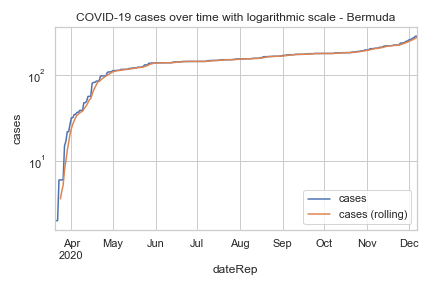 COVID-19 cases over time with logarithmic scale - Bermuda
cases
10²
10¹
cases
cases (rolling)
Apr May Jun Jul Aug Sep Oct Nov Dec
2020
dateRep